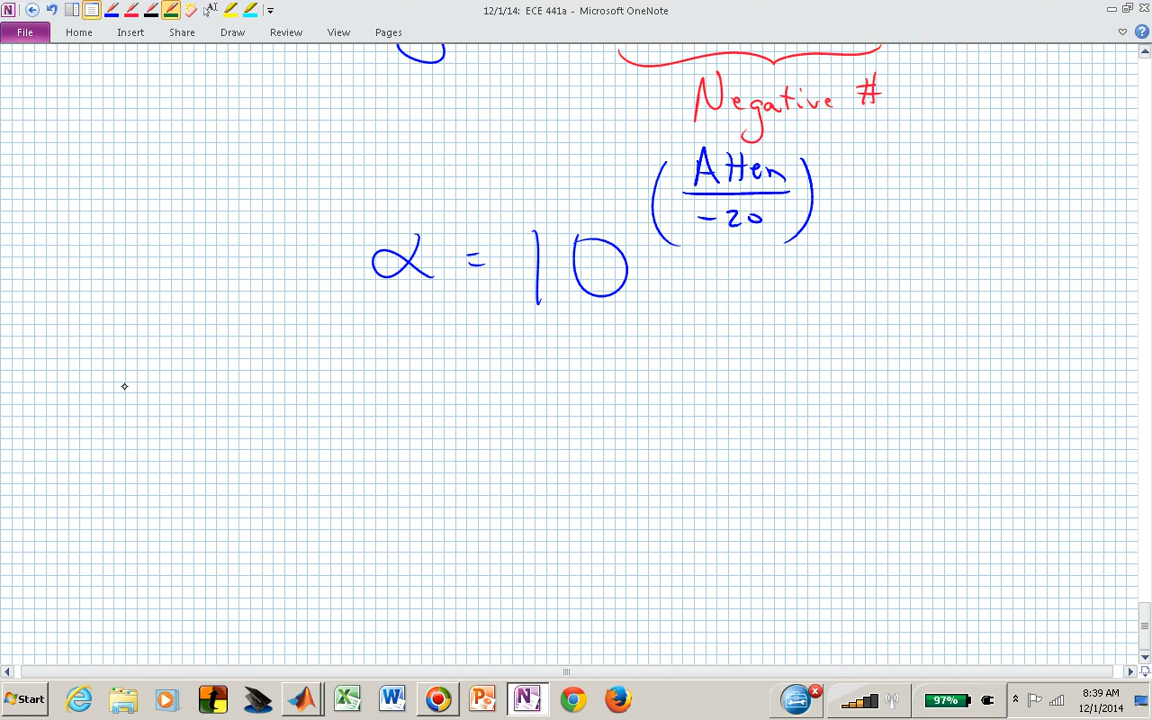 12/1/14: ECE 441a - Microsoft OneNote
File Home Insert Share Draw Review View Pages
Negative #
α = 10^(Atten / -20)
Start
97%
8:39 AM
12/1/2014